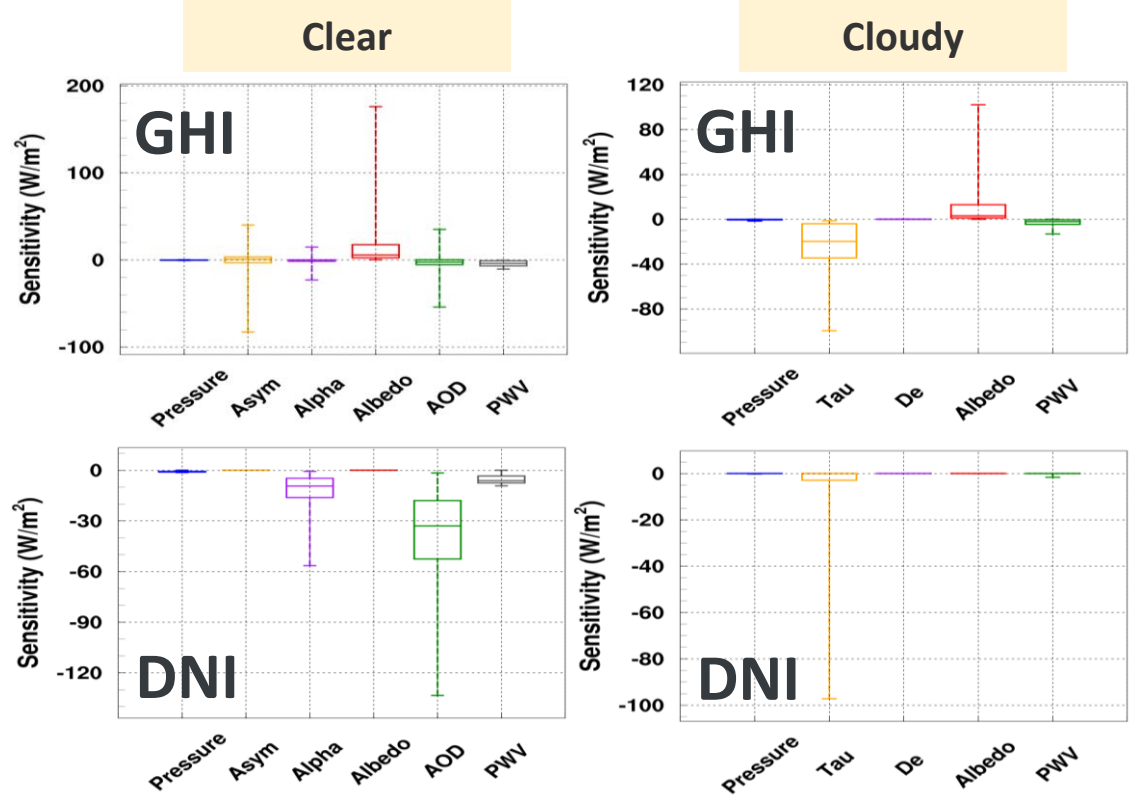 Clear
Cloudy
GHI
Sensitivity (W/m²)
200
100
0
-100
Pressure
Asym
Alpha
Albedo
AOD
PWV
GHI
Sensitivity (W/m²)
120
80
40
0
-40
-80
Pressure
Tau
De
Albedo
PWV
DNI
Sensitivity (W/m²)
0
-30
-60
-90
-120
Pressure
Asym
Alpha
Albedo
AOD
PWV
DNI
Sensitivity (W/m²)
0
-20
-40
-60
-80
-100
Pressure
Tau
De
Albedo
PWV